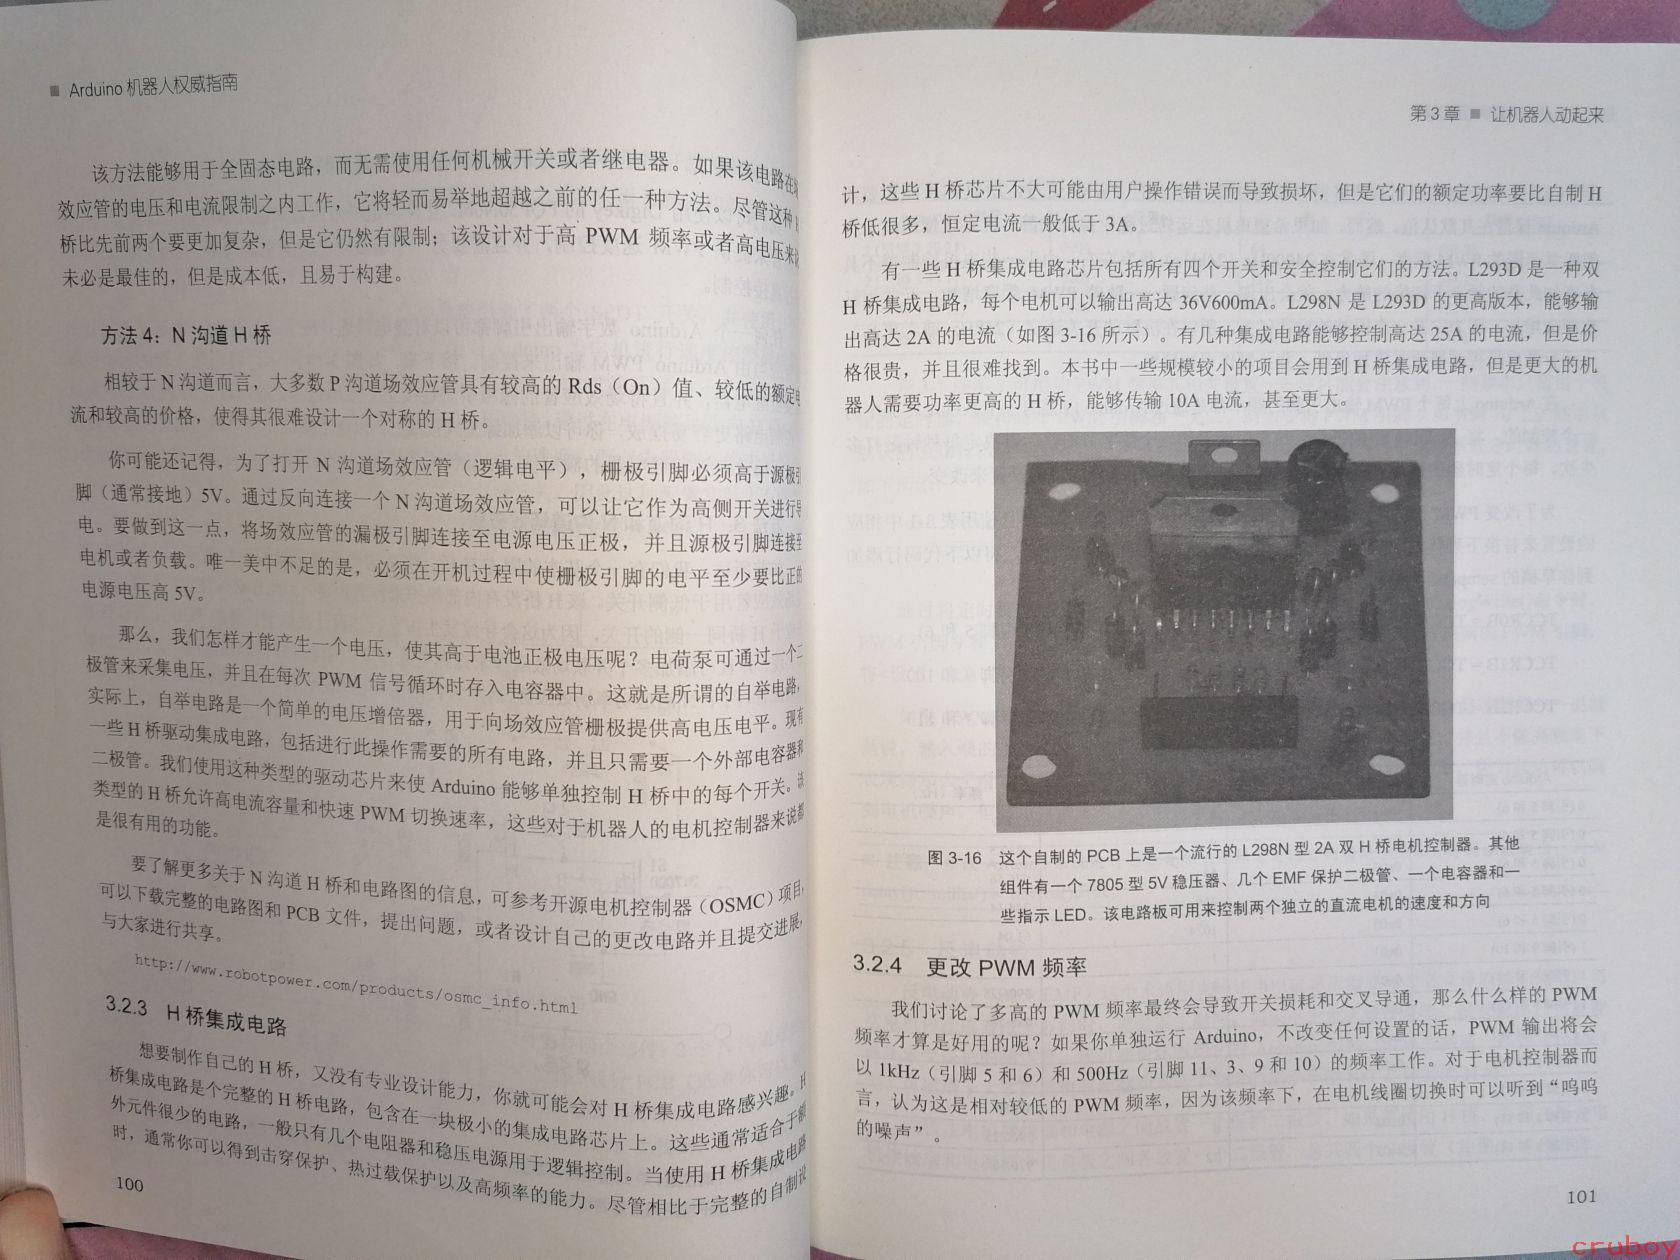 ■ Arduino 机器人权威指南
该方法能够用于全固态电路，而无需使用任何机械开关或者继电器。如果该电路在
效应管的电压和电流限制之内工作，它将轻而易举地超越之前的任一种方法。尽管这种
桥比先前两个要更加复杂，但是它仍然有限制；该设计对于高 PWM 频率或者高电压来说
未必是最佳的，但是成本低，且易于构建。
方法 4：N 沟道 H 桥
相较于 N 沟道而言，大多数 P 沟道场效应管具有较高的 Rds（On）值、较低的额定电
流和较高的价格，使得其很难设计一个对称的 H 桥。
你可能还记得，为了打开 N 沟道场效应管（逻辑电平），栅极引脚必须高于源极引
脚（通常接地）5V。通过反向连接一个 N 沟道场效应管，可以让它作为高侧开关进行导
电。要做到这一点，将场效应管的漏极引脚连接至电源电压正极，并且源极引脚连接至
电机或者负载。唯一美中不足的是，必须在开机过程中使栅极引脚的电平至少要比正的
电源电压高 5V。
那么，我们怎样才能产生一个电压，使其高于电池正极电压呢？电荷泵可通过一个二
极管来采集电压，并且在每次 PWM 信号循环时存入电容器中。这就是所谓的自举电路，
实际上，自举电路是一个简单的电压增倍器，用于向场效应管栅极提供高电压电平。现有
一些 H 桥驱动集成电路，包括进行此操作需要的所有电路，并且只需要一个外部电容器和
二极管。我们使用这种类型的驱动芯片来使 Arduino 能够单独控制 H 桥中的每个开关。该
类型的 H 桥允许高电流容量和快速 PWM 切换速率，这些对于机器人的电机控制器来说都
是很有用的功能。
要了解更多关于 N 沟道 H 桥和电路图的信息，可参考开源电机控制器（OSMC）项目，
可以下载完整的电路图和 PCB 文件，提出问题，或者设计自己的更改电路并且提交进展，
与大家进行共享。
http://www.robotpower.com/products/osmc_info.html
3.2.3 H 桥集成电路
想要制作自己的 H 桥，又没有专业设计能力，你就可能会对 H 桥集成电路感兴趣。H
桥集成电路是个完整的 H 桥电路，包含在一块极小的集成电路芯片上。这些通常适合于额
外元件很少的电路，一般只有几个电阻器和稳压电源用于逻辑控制。当使用 H 桥集成电路
时，通常你可以得到击穿保护、热过载保护以及高频率的能力。尽管相比于完整的自制设
100
第 3 章 ■ 让机器人动起来
计，这些 H 桥芯片不大可能由用户操作错误而导致损坏，但是它们的额定功率要比自制 H
桥低很多，恒定电流一般低于 3A。
有一些 H 桥集成电路芯片包括所有四个开关和安全控制它们的方法。L293D 是一种双
H 桥集成电路，每个电机可以输出高达 36V600mA。L298N 是 L293D 的更高版本，能够输
出高达 2A 的电流（如图 3-16 所示）。有几种集成电路能够控制高达 25A 的电流，但是价
格很贵，并且很难找到。本书中一些规模较小的项目会用到 H 桥集成电路，但是更大的机
器人需要功率更高的 H 桥，能够传输 10A 电流，甚至更大。
图 3-16 这个自制的 PCB 上是一个流行的 L298N 型 2A 双 H 桥电机控制器。其他
组件有一个 7805 型 5V 稳压器、几个 EMF 保护二极管、一个电容器和一
些指示 LED。该电路板可用来控制两个独立的直流电机的速度和方向
3.2.4 更改 PWM 频率
我们讨论了多高的 PWM 频率最终会导致开关损耗和交叉导通，那么什么样的 PWM
频率才算是好用的呢？如果你单独运行 Arduino，不改变任何设置的话，PWM 输出将会
以 1kHz（引脚 5 和 6）和 500Hz（引脚 11、3、9 和 10）的频率工作。对于电机控制器而
言，认为这是相对较低的 PWM 频率，因为该频率下，在电机线圈切换时可以听到“呜呜
的噪声”。
101
cruboy